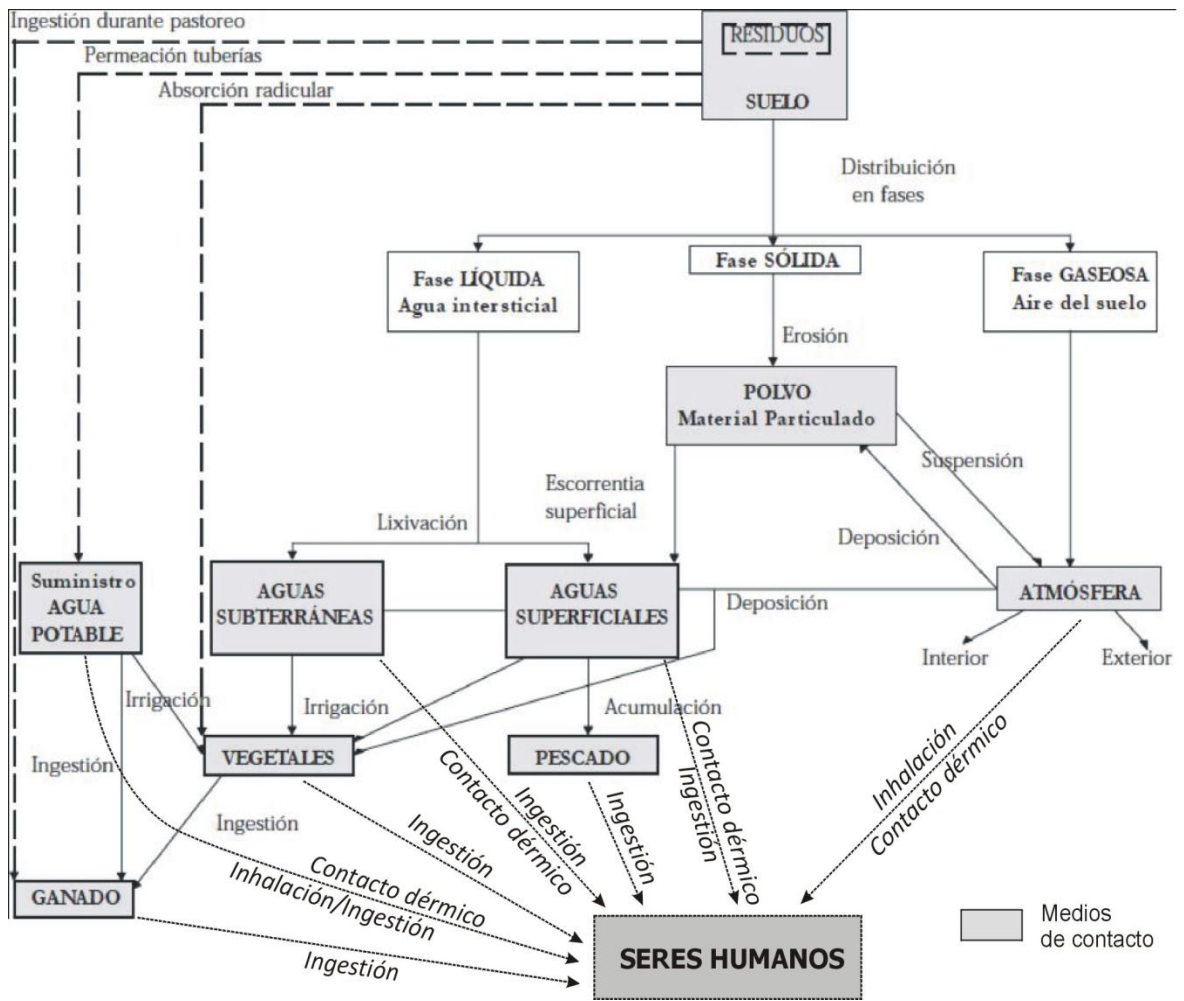 Ingestión durante pastoreo
RESIDUOS
Permeación tuberías
Absorción radicular
SUELO
Distribuición
en fases
Fase LÍQUIDA
Agua intersticial
Fase SÓLIDA
Fase GASEOSA
Aire del suelo
Erosión
POLVO
Material Particulado
Suspensión
Escorrentia
superficial
Lixivación
Deposición
Suministro
AGUA
POTABLE
AGUAS
SUBTERRÁNEAS
AGUAS
SUPERFICIALES
Deposición
ATMÓSFERA
Interior
Exterior
Irrigación
Irrigación
Acumulación
VEGETALES
PESCADO
Ingestión
Ingestión
Ingestión
Ingestión
Contacto dérmico
Ingestión
Contacto dérmico
Ingestión
Inhalación
Contacto dérmico
Contacto dérmico
Inhalación/Ingestión
GANADO
Ingestión
SERES HUMANOS
Medios
de contacto